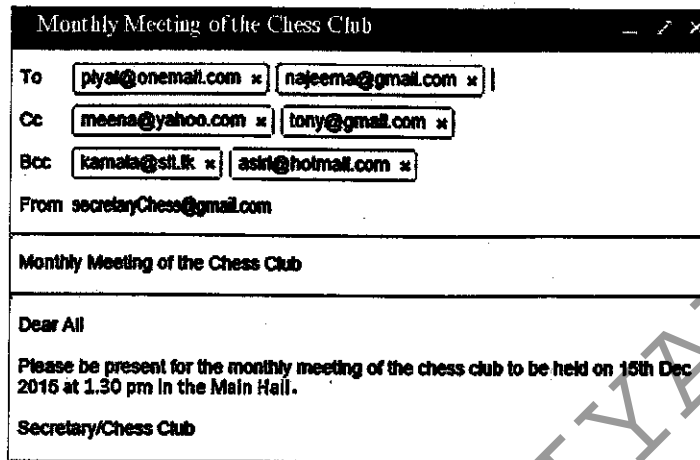 Monthly Meeting of the Chess Club
To piyal@onemail.com × najeema@gmail.com ×
Cc meena@yahoo.com × tony@gmail.com ×
Bcc kamala@slt.lk × asiri@hotmail.com ×
From secretaryChess@gmail.com
Monthly Meeting of the Chess Club
Dear All
Please be present for the monthly meeting of the chess club to be held on 15th Dec
2015 at 1.30 pm in the Main Hall.
Secretary/Chess Club